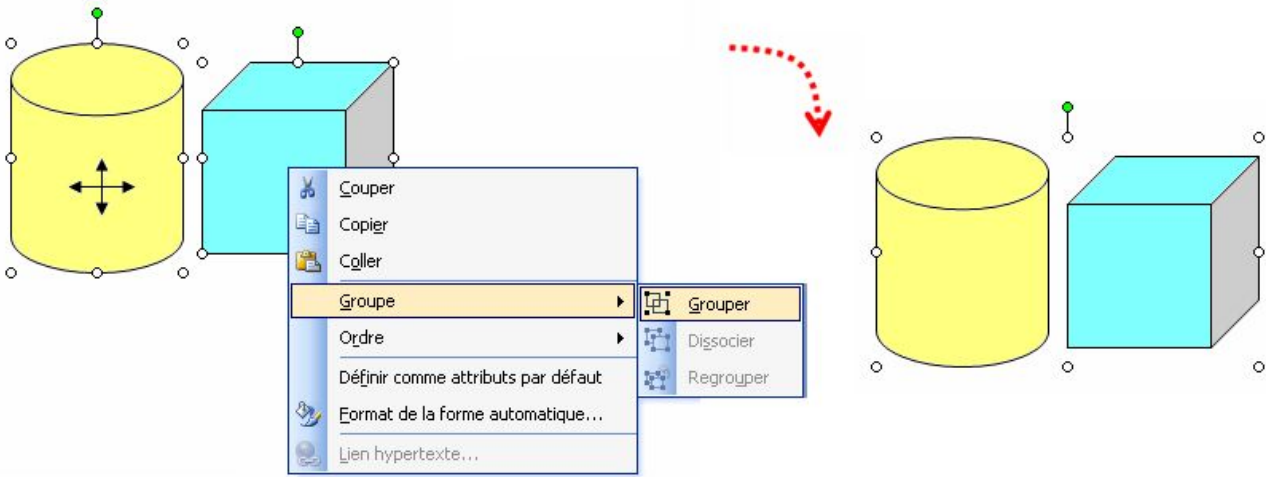 Couper
Copier
Coller
Groupe
Grouper
Ordre
Dissocier
Définir comme attributs par défaut
Regrouper
Format de la forme automatique...
Lien hypertexte...